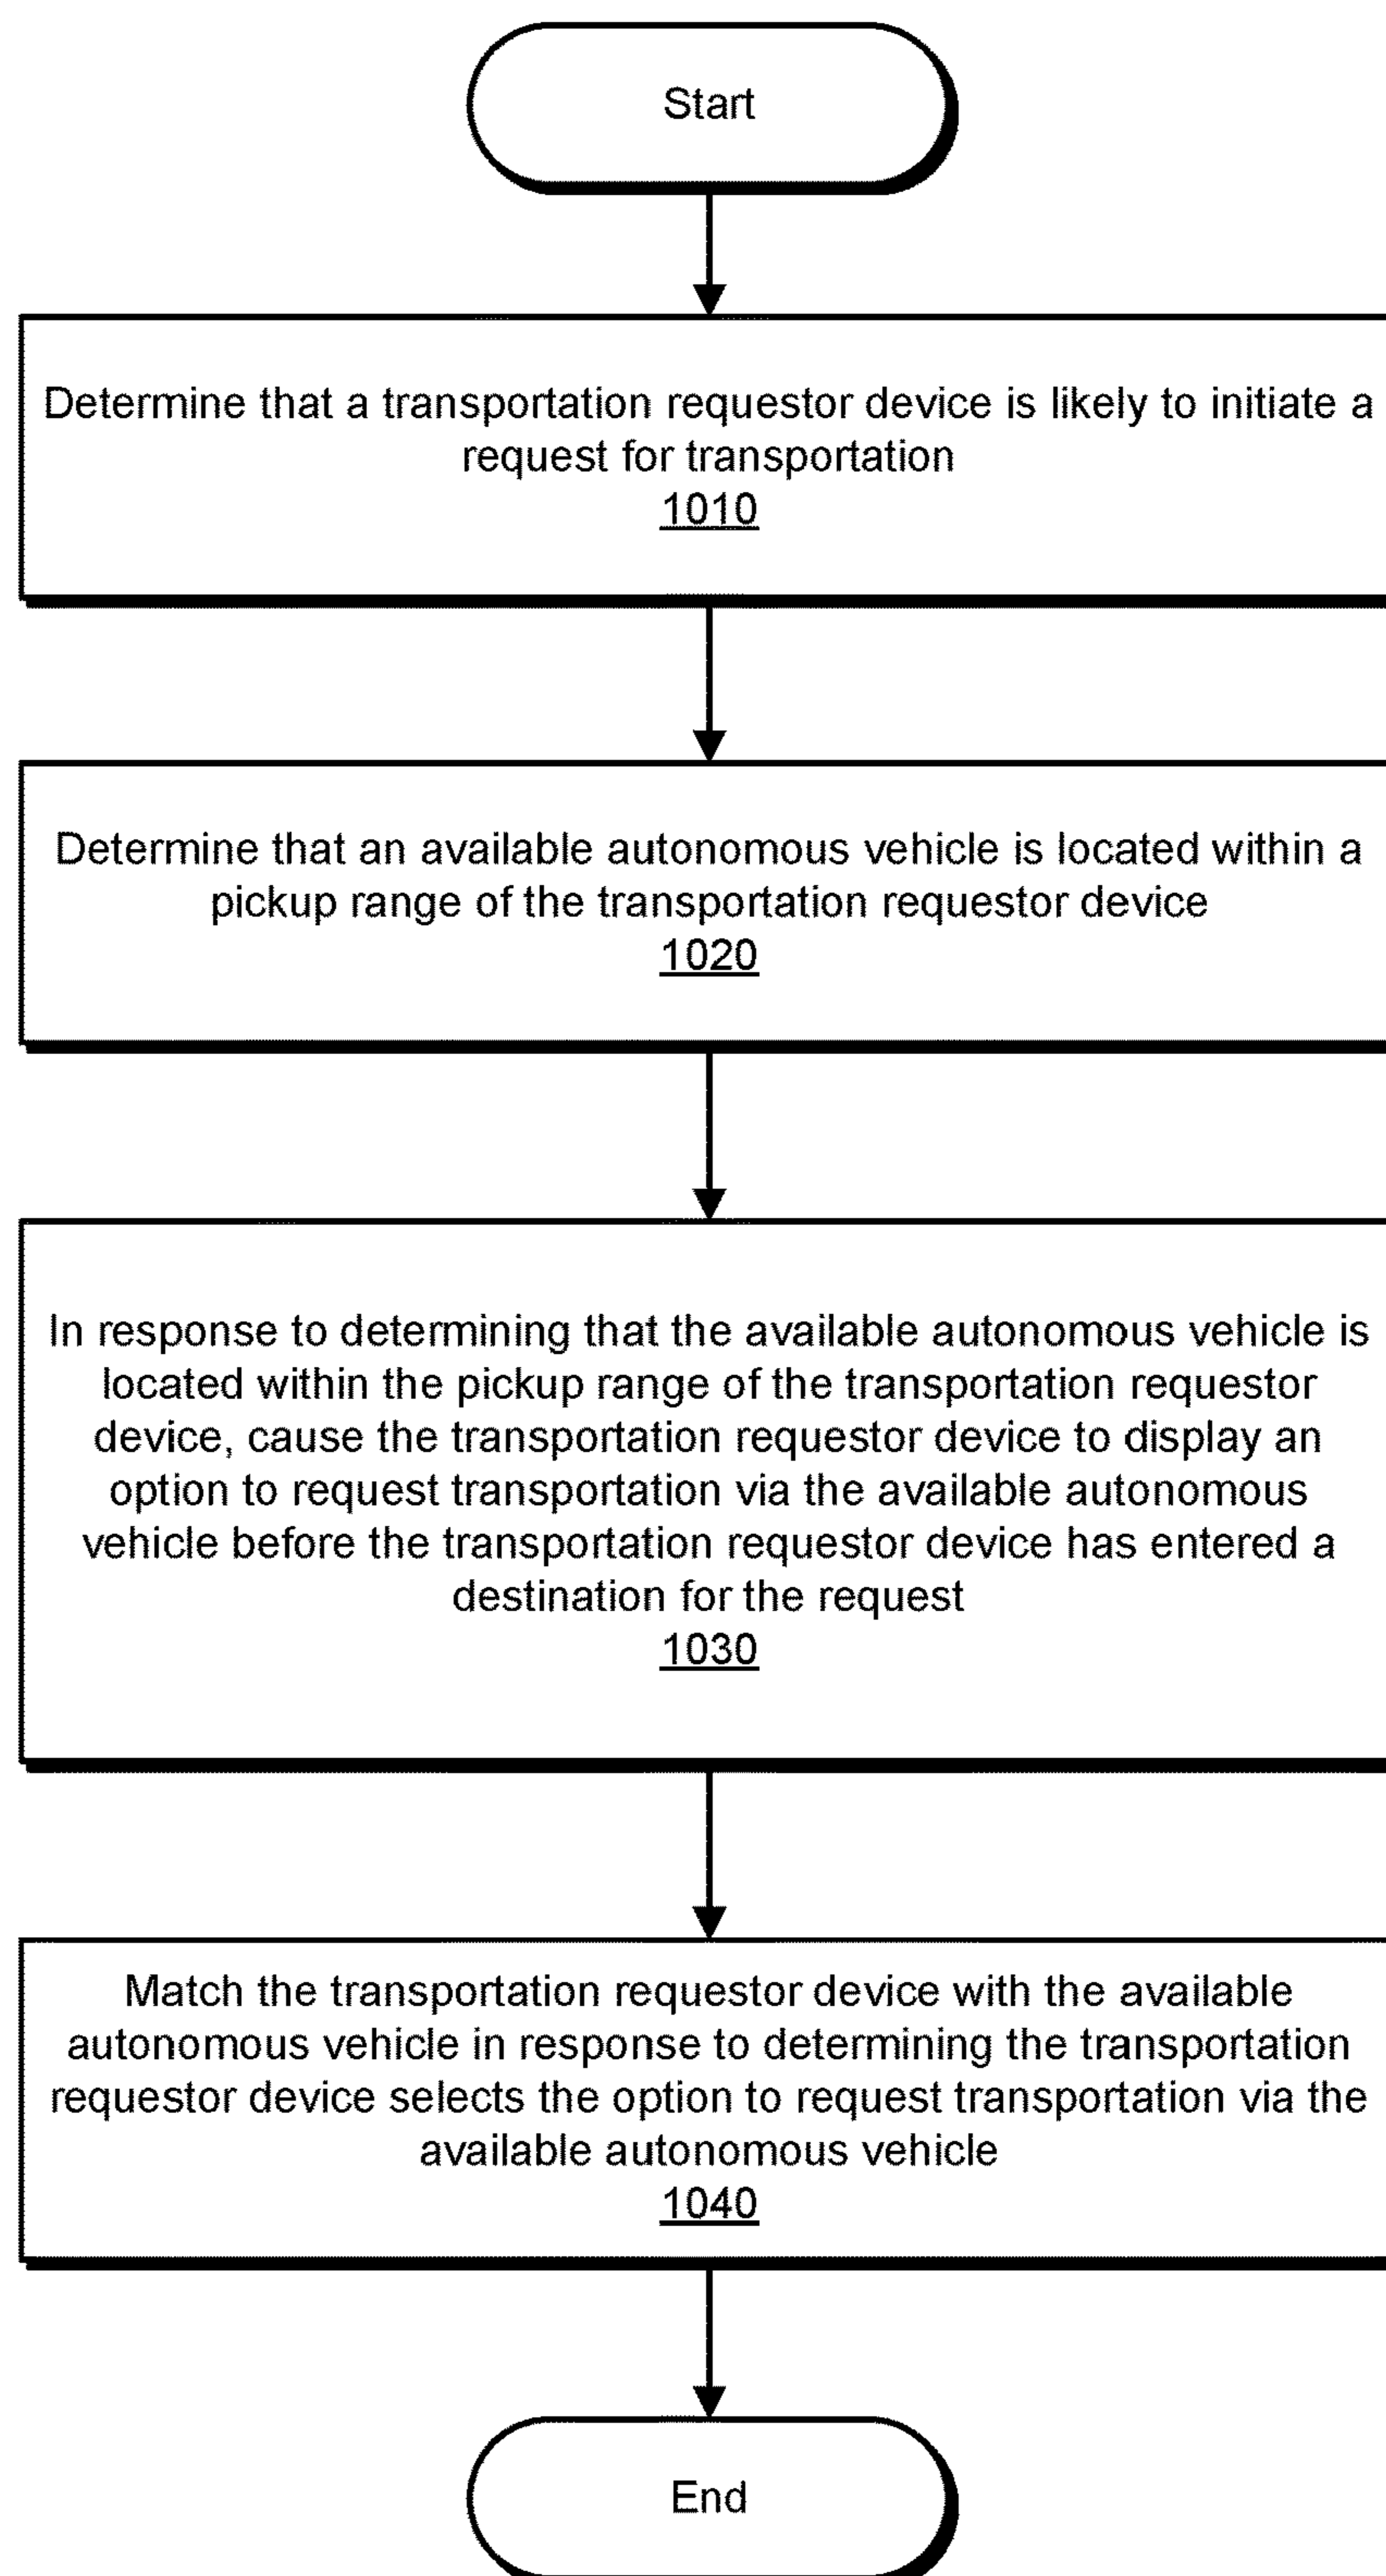 Start
Determine that a transportation requestor device is likely to initiate a
request for transportation
1010
Determine that an available autonomous vehicle is located within a
pickup range of the transportation requestor device
1020
In response to determining that the available autonomous vehicle is
located within the pickup range of the transportation requestor
device, cause the transportation requestor device to display an
option to request transportation via the available autonomous
vehicle before the transportation requestor device has entered a
destination for the request
1030
Match the transportation requestor device with the available
autonomous vehicle in response to determining the transportation
requestor device selects the option to request transportation via the
available autonomous vehicle
1040
End